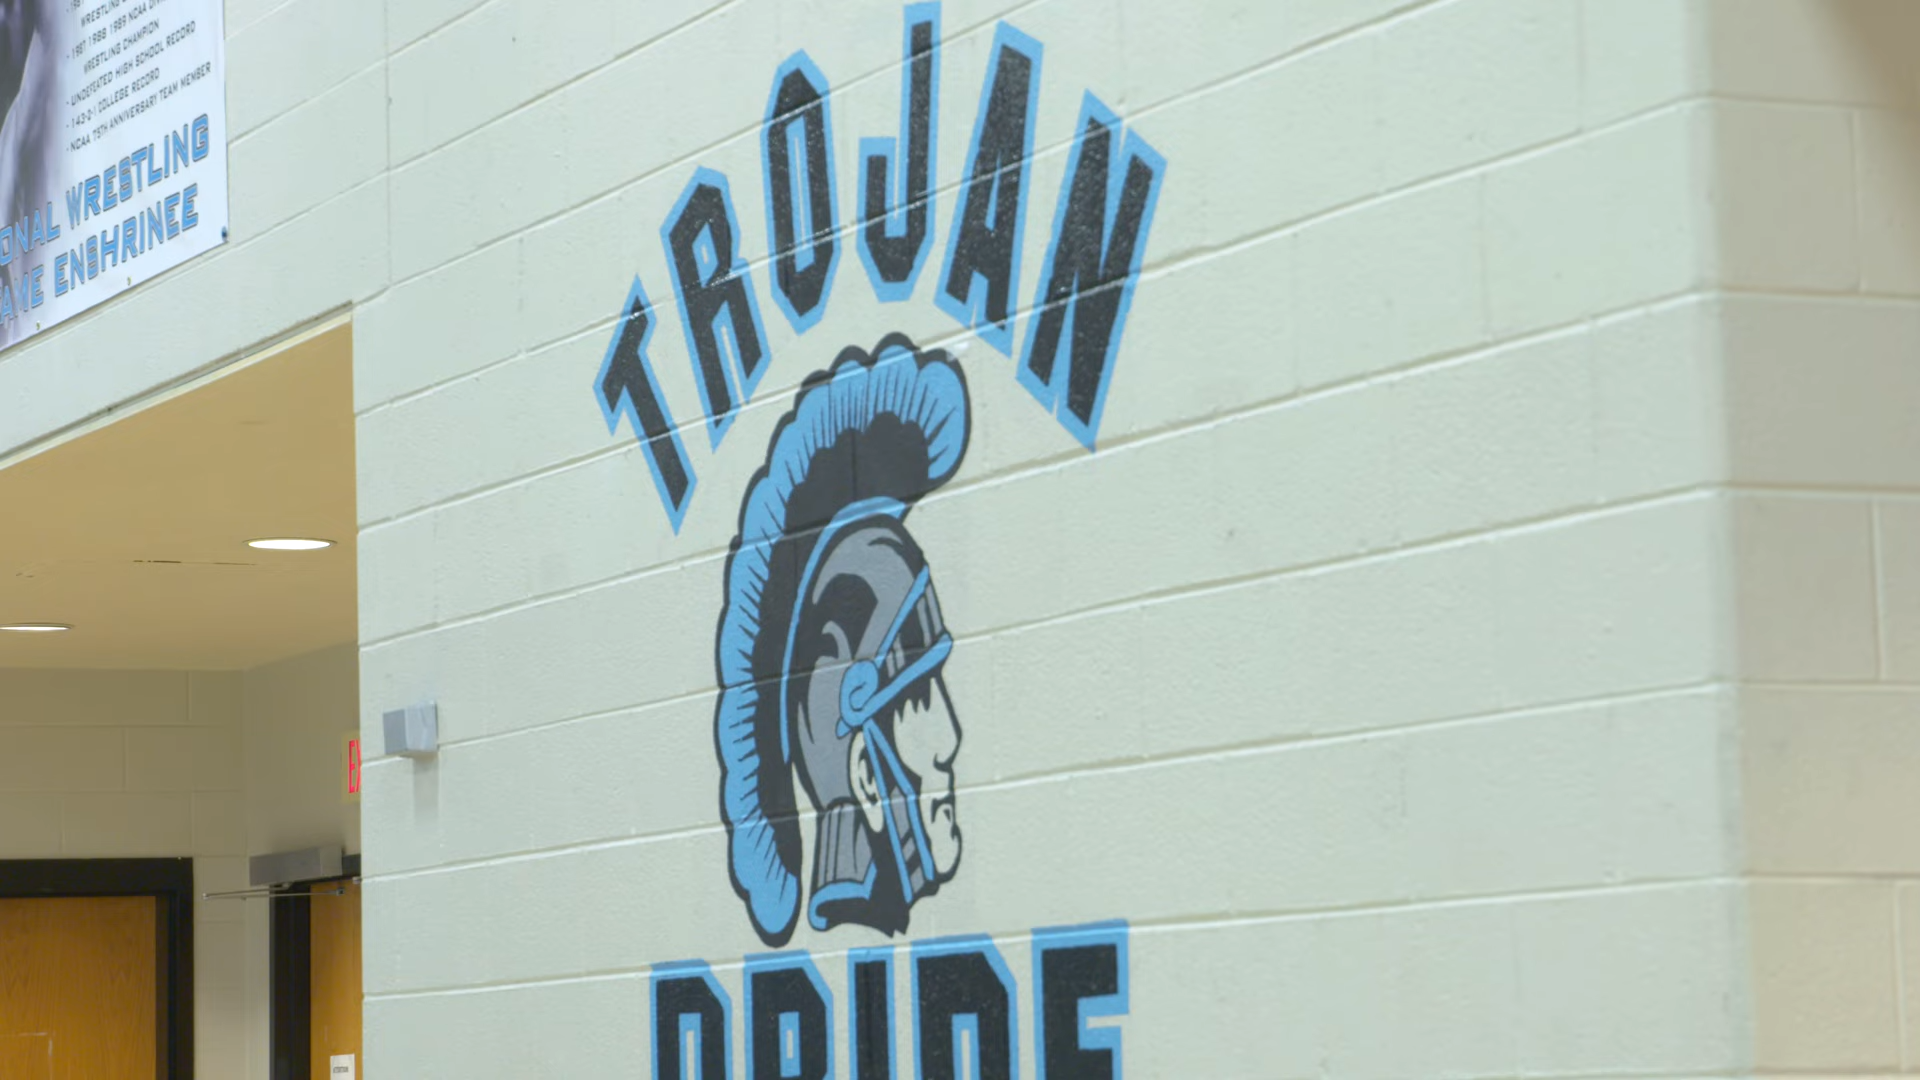 WRESTLING
· 1987 1988 1989 NCAA DIV
WRESTLING CHAMPION
· UNDEFEATED HIGH SCHOOL RECORD
· 143-2-1 COLLEGE RECORD
· NCAA 75TH ANNIVERSARY TEAM MEMBER
ONAL WRESTLING
AME ENSHRINEE
TROJAN
PRIDE
EX